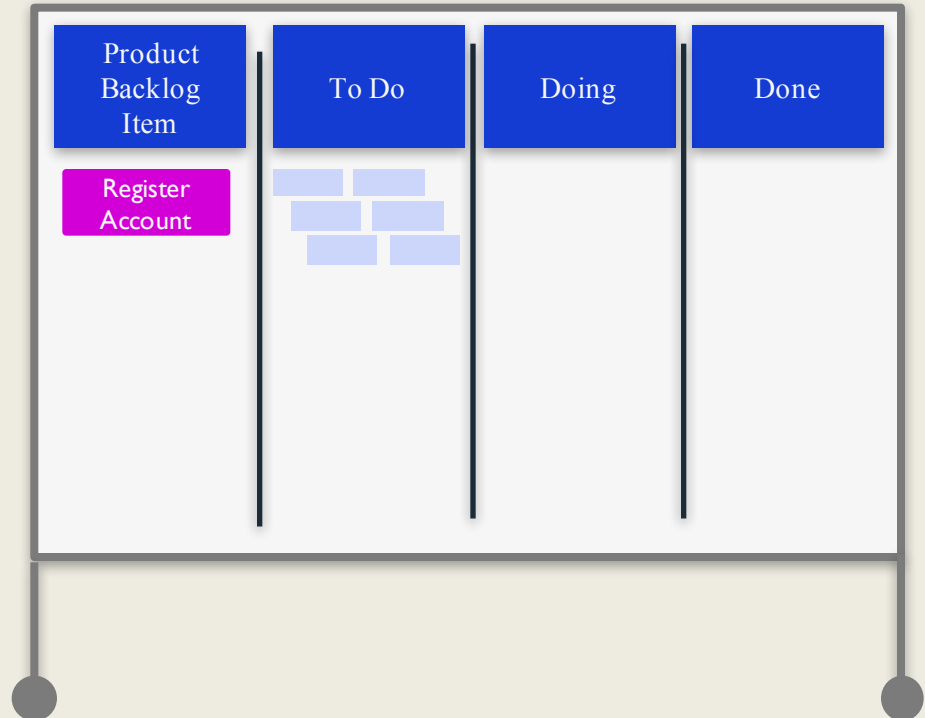 Product
Backlog
Item
To Do
Doing
Done
Register
Account